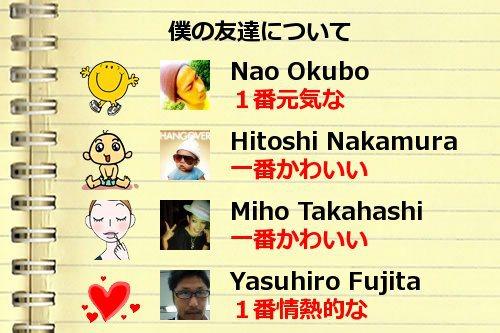 僕の友達について
Nao Okubo
１番元気な
HANGOVER
Hitoshi Nakamura
一番かわいい
Miho Takahashi
一番かわいい
Yasuhiro Fujita
１番情熱的な